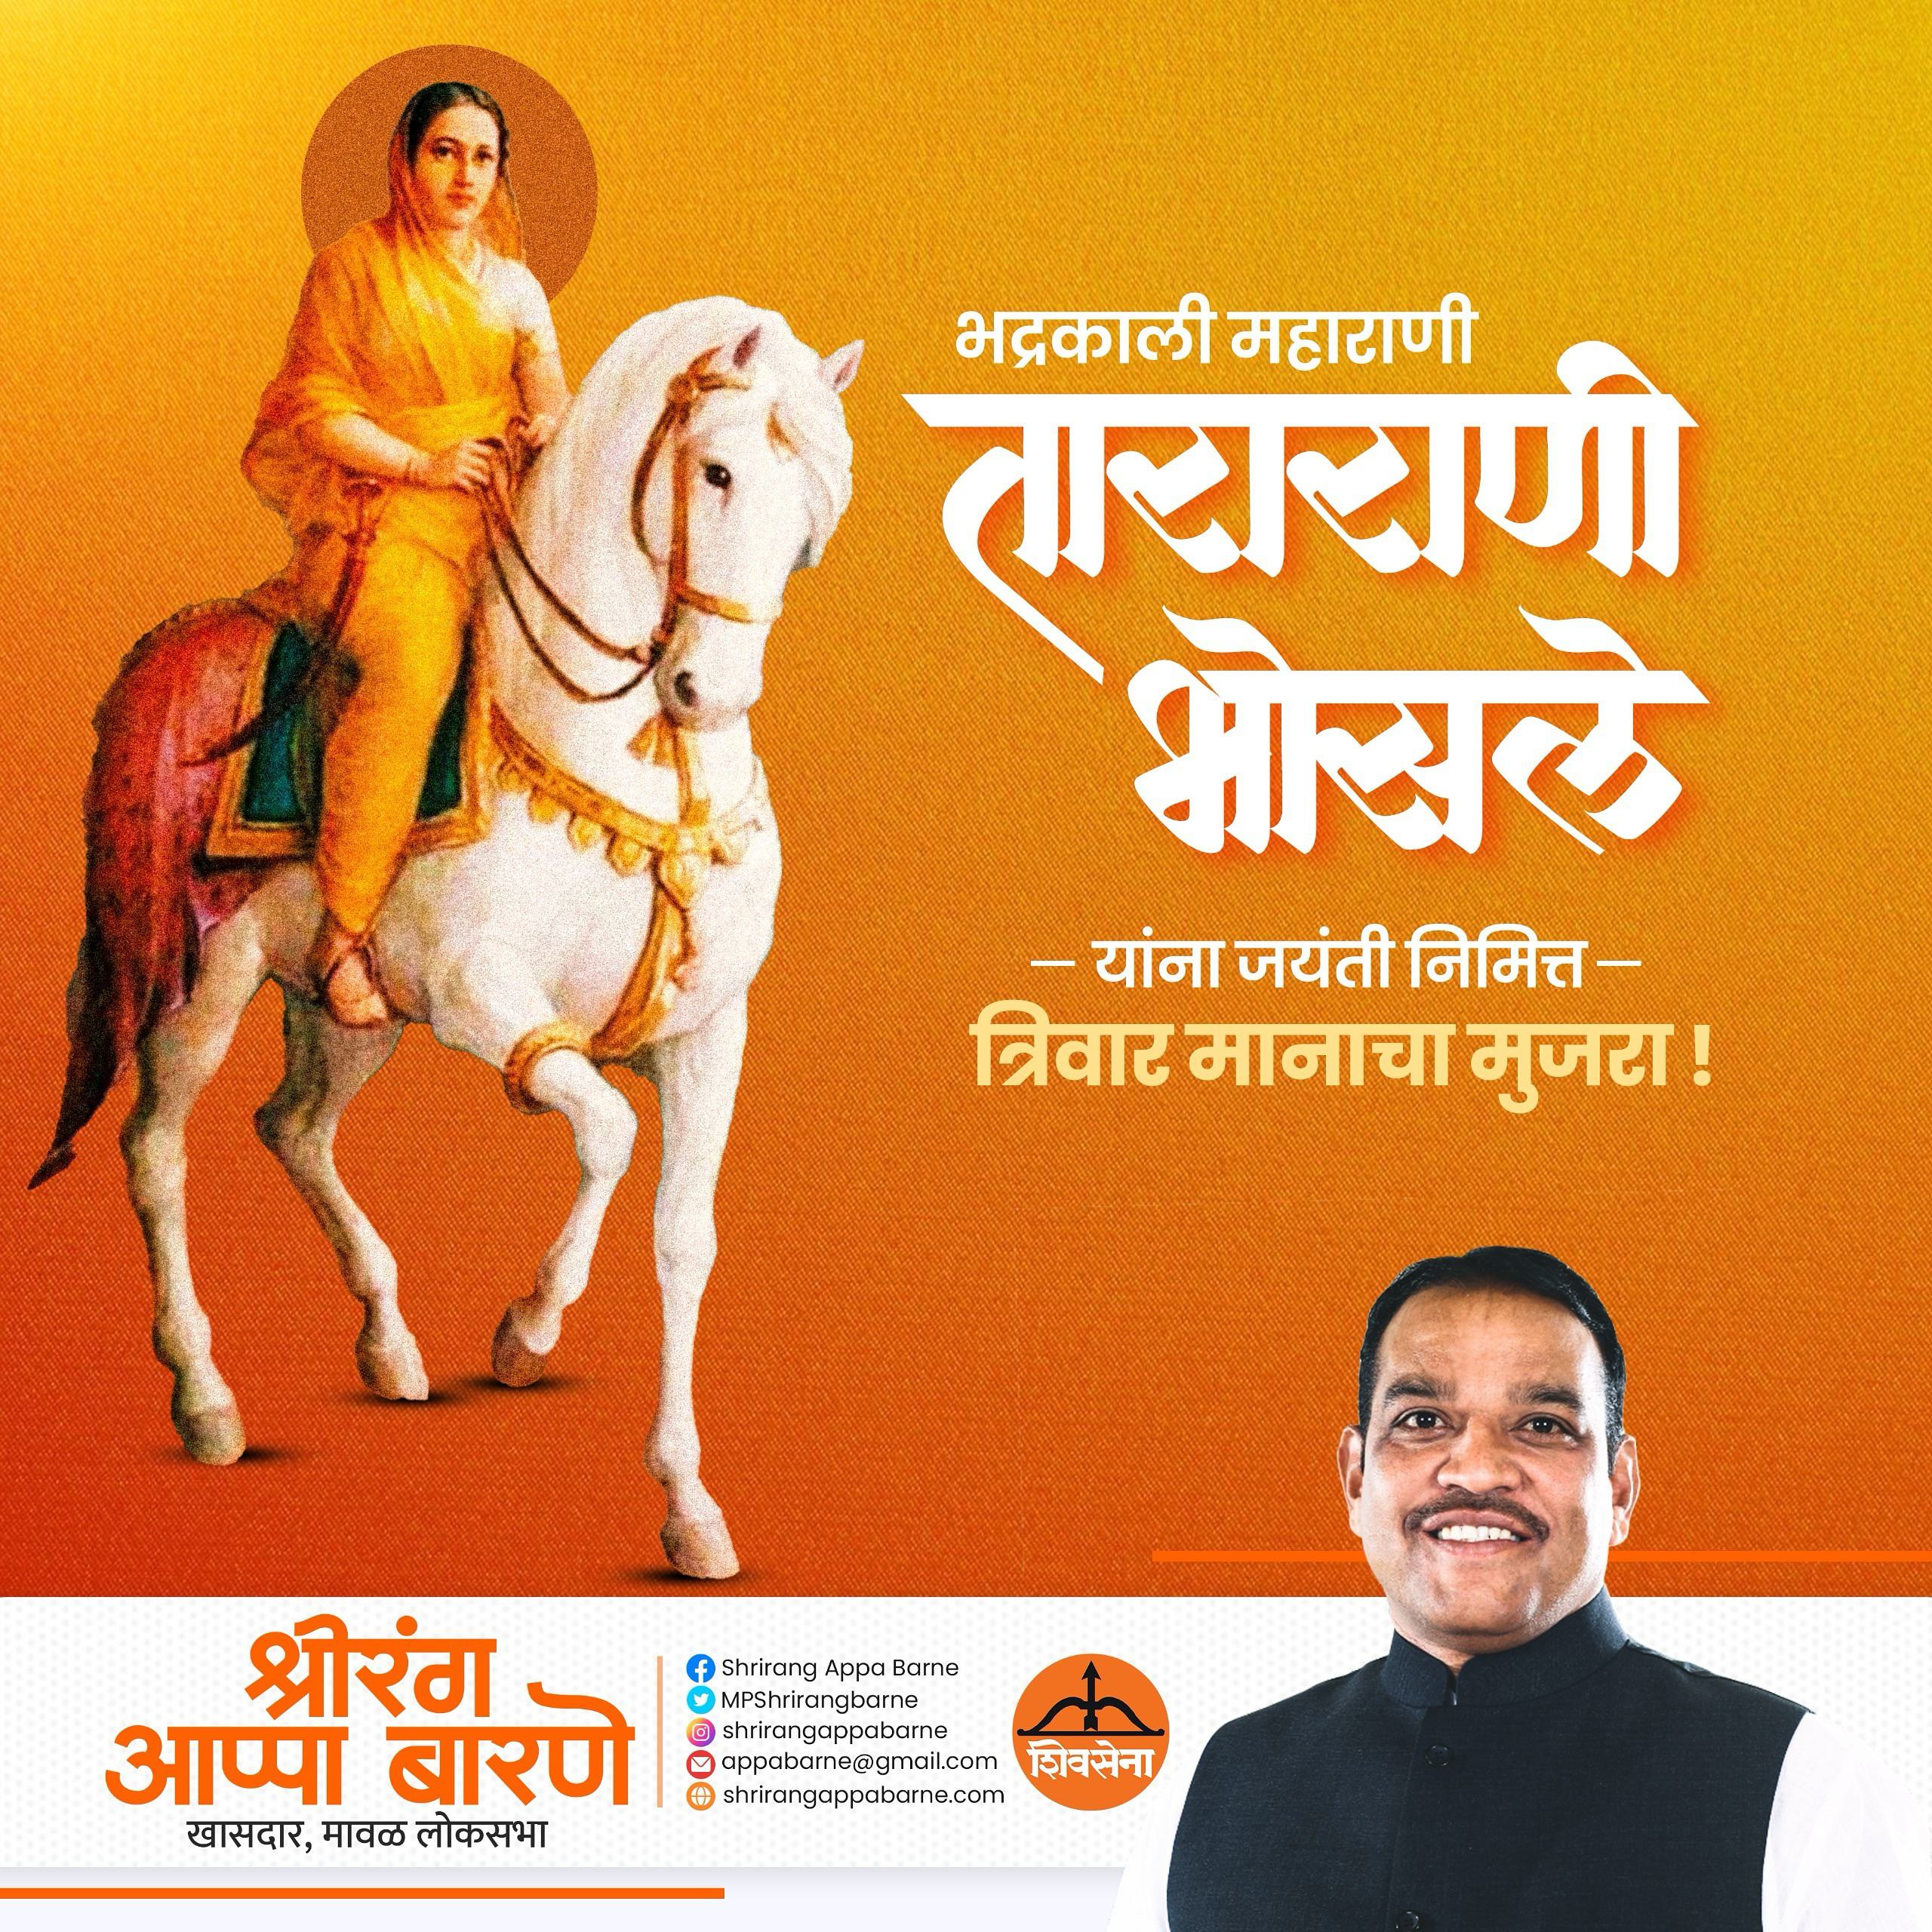 भद्रकाली महाराणी
ताराराणी
भोसले
– यांना जयंती निमित्त –
त्रिवार मानाचा मुजरा !
श्रीरंग
आप्पा बारणे
खासदार, मावळ लोकसभा
Shrirang Appa Barne
MPShrirangbarne
shrirangappabarne
appabarne@gmail.com
shrirangappabarne.com
शिवसेना